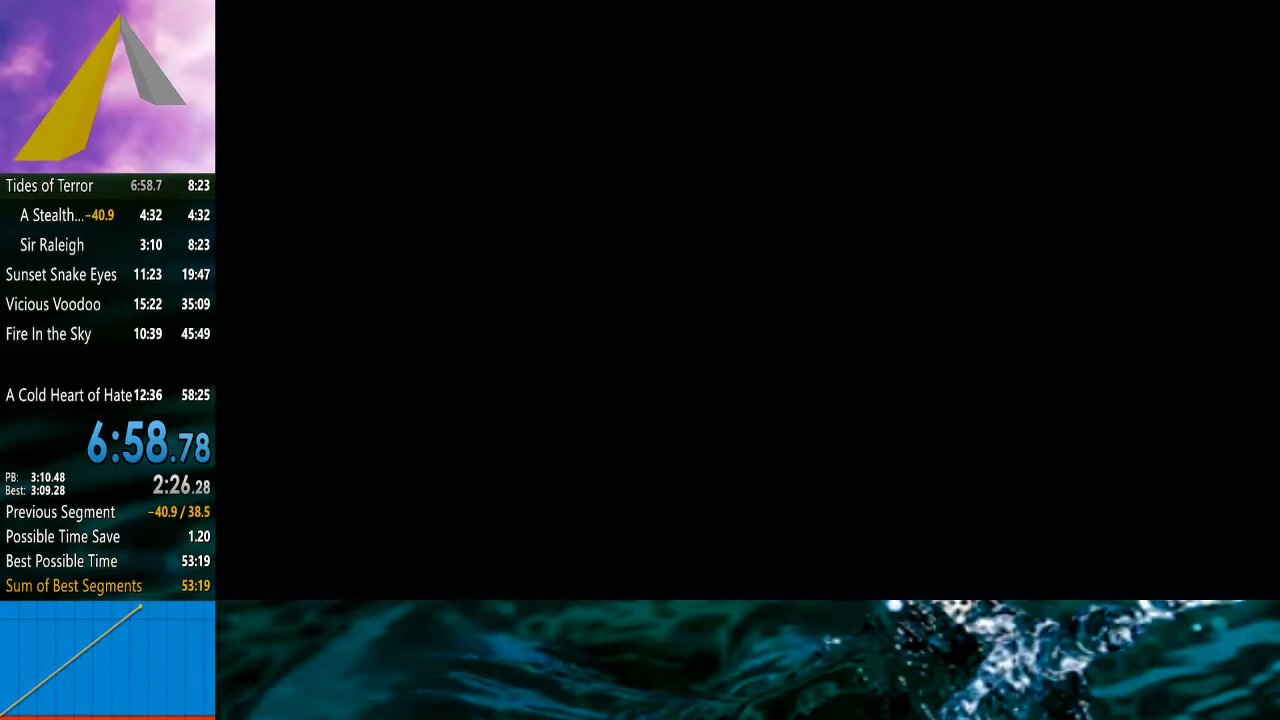 Tides of Terror 6:58.7 8:23
A Stealth... −40.9 4:32 4:32
Sir Raleigh 3:10 8:23
Sunset Snake Eyes 11:23 19:47
Vicious Voodoo 15:22 35:09
Fire In the Sky 10:39 45:49
A Cold Heart of Hate 12:36 58:25
6:58.78
PB: 3:10.48
Best: 3:09.28
2:26.28
Previous Segment −40.9 / 38.5
Possible Time Save 1.20
Best Possible Time 53:19
Sum of Best Segments 53:19